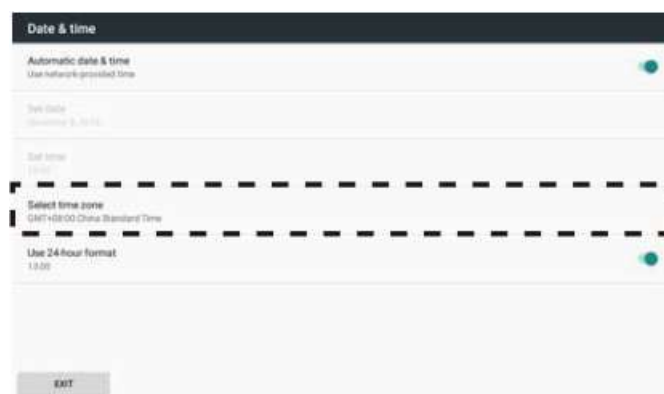 Date & time
Automatic date & time
Use network-provided time
Set date
Set time
Select time zone
GMT+08:00 China Standard Time
Use 24-hour format
13:00
EXIT